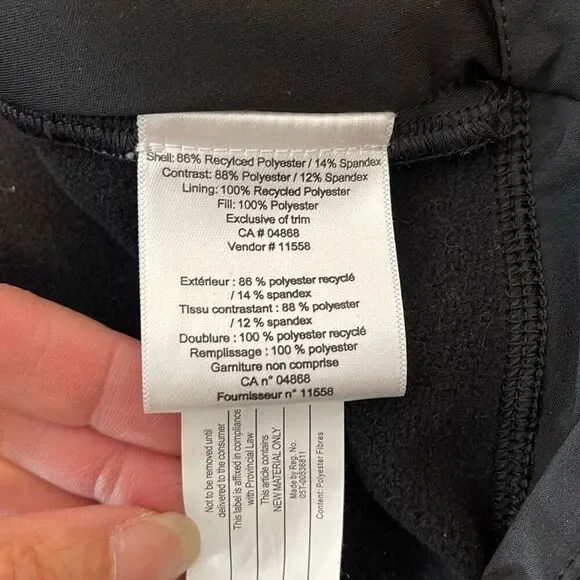 Shell: 86% Recylced Polyester / 14% Spandex
Contrast: 88% Polyester / 12% Spandex
Lining: 100% Recycled Polyester
Fill: 100% Polyester
Exclusive of trim
CA # 04868
Vendor # 11558
Extérieur : 86 % polyester recyclé
/ 14 % spandex
Tissu contrastant : 88 % polyester
/ 12 % spandex
Doublure : 100 % polyester recyclé
Remplissage : 100 % polyester
Garniture non comprise
CA n° 04868
Fournisseur n° 11558
Not to be removed until
delivered to the consumer
This label is affixed in compliance
with Provincial Law
This article contains
NEW MATERIAL ONLY
Made by Reg. No.
0ST-00536811
Content: Polyester Fibres